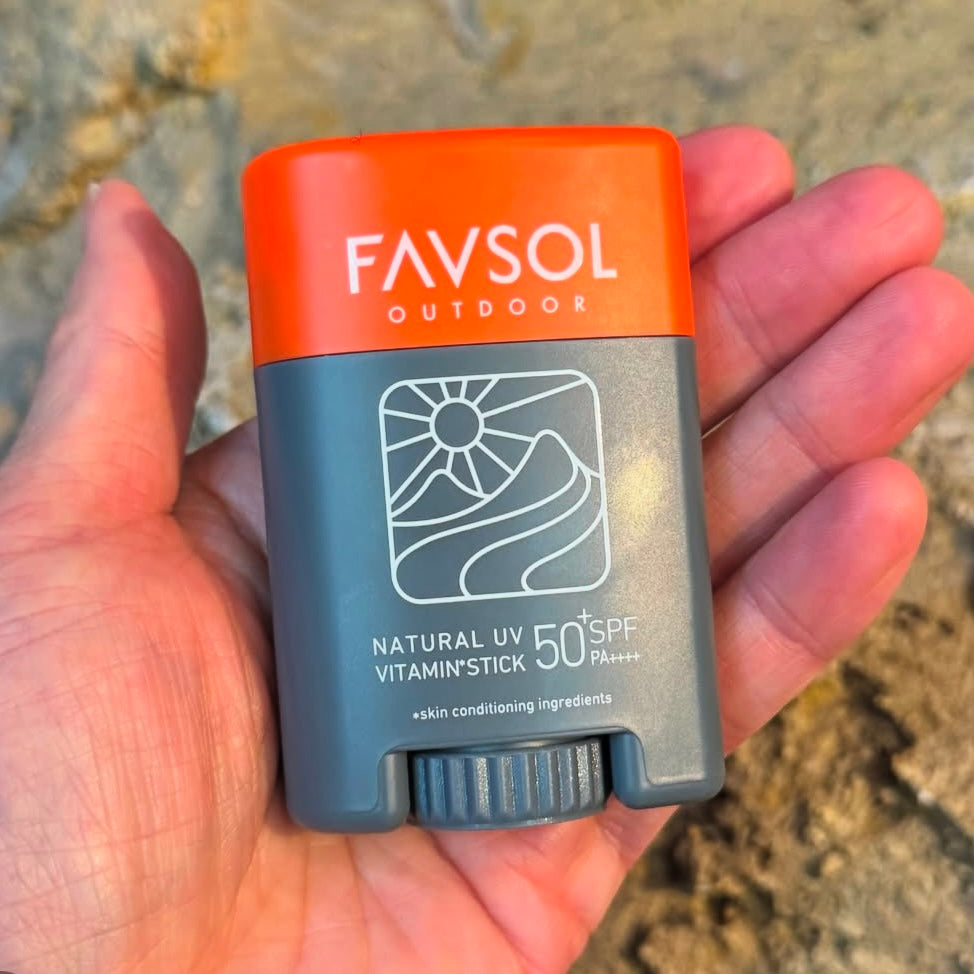 FAVSOL
OUTDOOR
NATURAL UV
VITAMIN*STICK
50+ SPF
PA++++
*skin conditioning ingredients